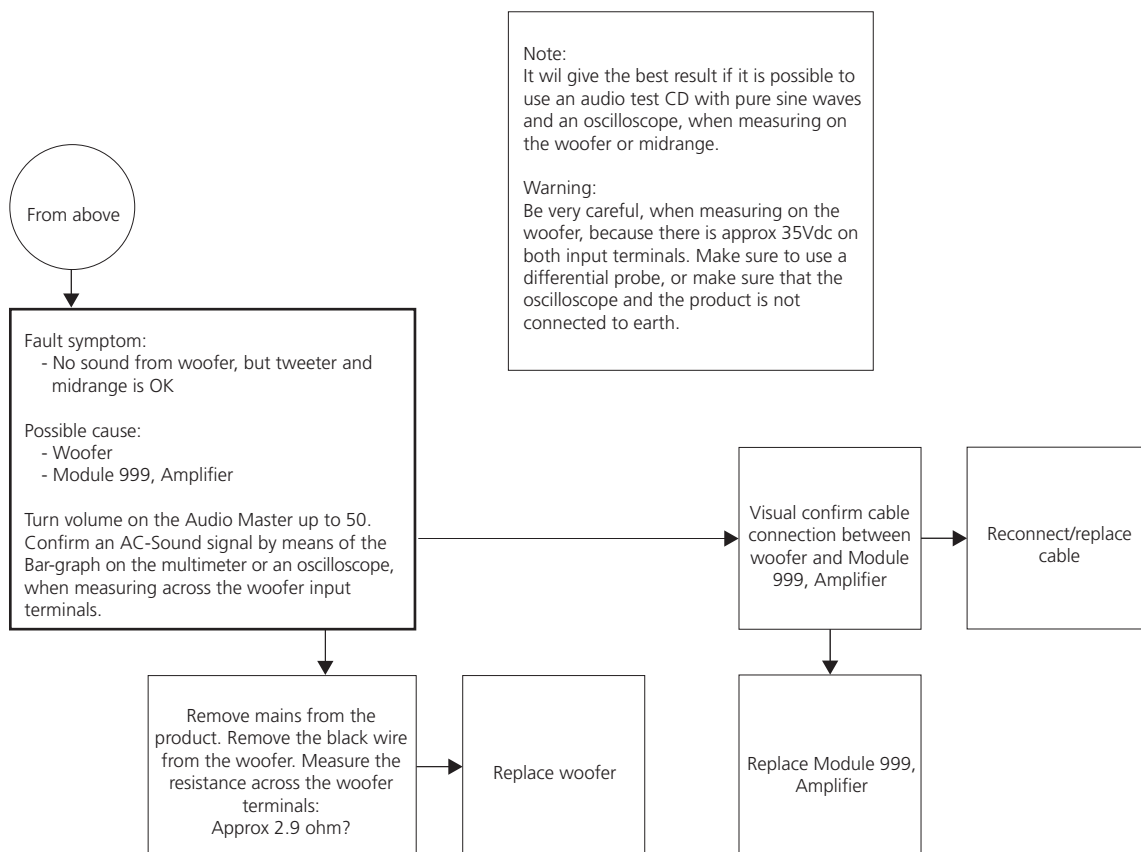 Note:
It wil give the best result if it is possible to
use an audio test CD with pure sine waves
and an oscilloscope, when measuring on
the woofer or midrange.
Warning:
Be very careful, when measuring on the
woofer, because there is approx 35Vdc on
both input terminals. Make sure to use a
differential probe, or make sure that the
oscilloscope and the product is not
connected to earth.
From above
Fault symptom:
- No sound from woofer, but tweeter and
midrange is OK
Possible cause:
- Woofer
- Module 999, Amplifier
Turn volume on the Audio Master up to 50.
Confirm an AC-Sound signal by means of the
Bar-graph on the multimeter or an oscilloscope,
when measuring across the woofer input
terminals.
Visual confirm cable
connection between
woofer and Module
999, Amplifier
Reconnect/replace
cable
Remove mains from the
product. Remove the black wire
from the woofer. Measure the
resistance across the woofer
terminals:
Approx 2.9 ohm?
Replace woofer
Replace Module 999,
Amplifier